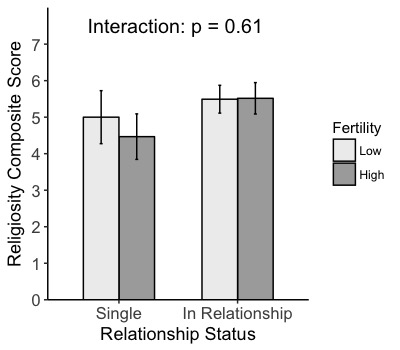 Interaction: p = 0.61
Religiosity Composite Score
7
6
5
4
3
2
1
0
Single In Relationship
Relationship Status
Fertility
Low
High